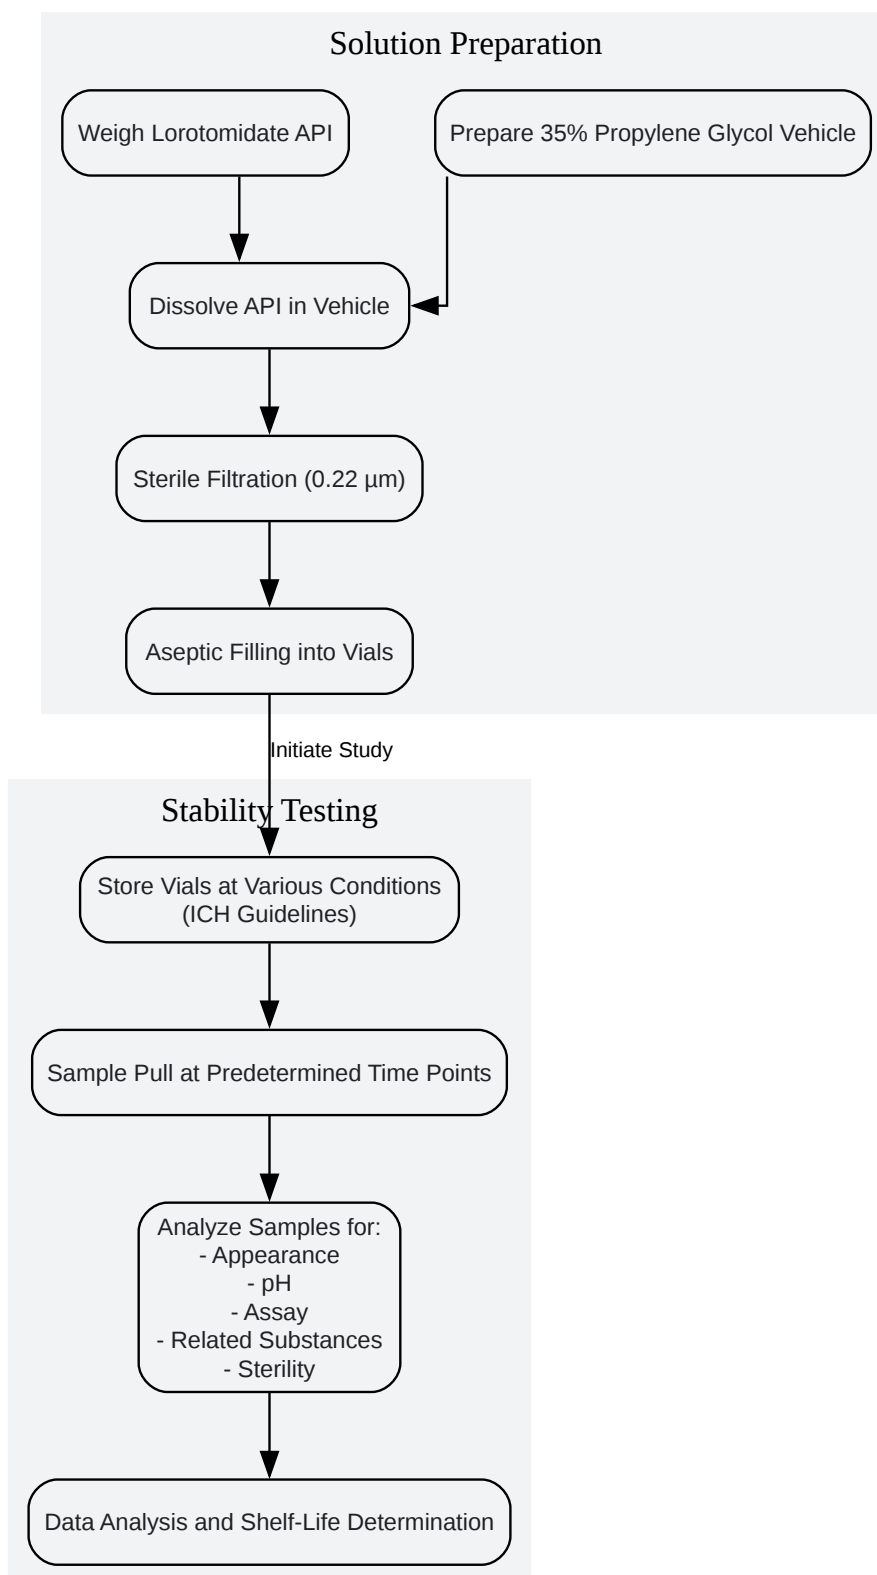 Solution Preparation
Weigh Lorotomidate API
Prepare 35% Propylene Glycol Vehicle
Dissolve API in Vehicle
Sterile Filtration (0.22 µm)
Aseptic Filling into Vials
Initiate Study
Stability Testing
Store Vials at Various Conditions
(ICH Guidelines)
Sample Pull at Predetermined Time Points
Analyze Samples for:
- Appearance
- pH
- Assay
- Related Substances
- Sterility
Data Analysis and Shelf-Life Determination